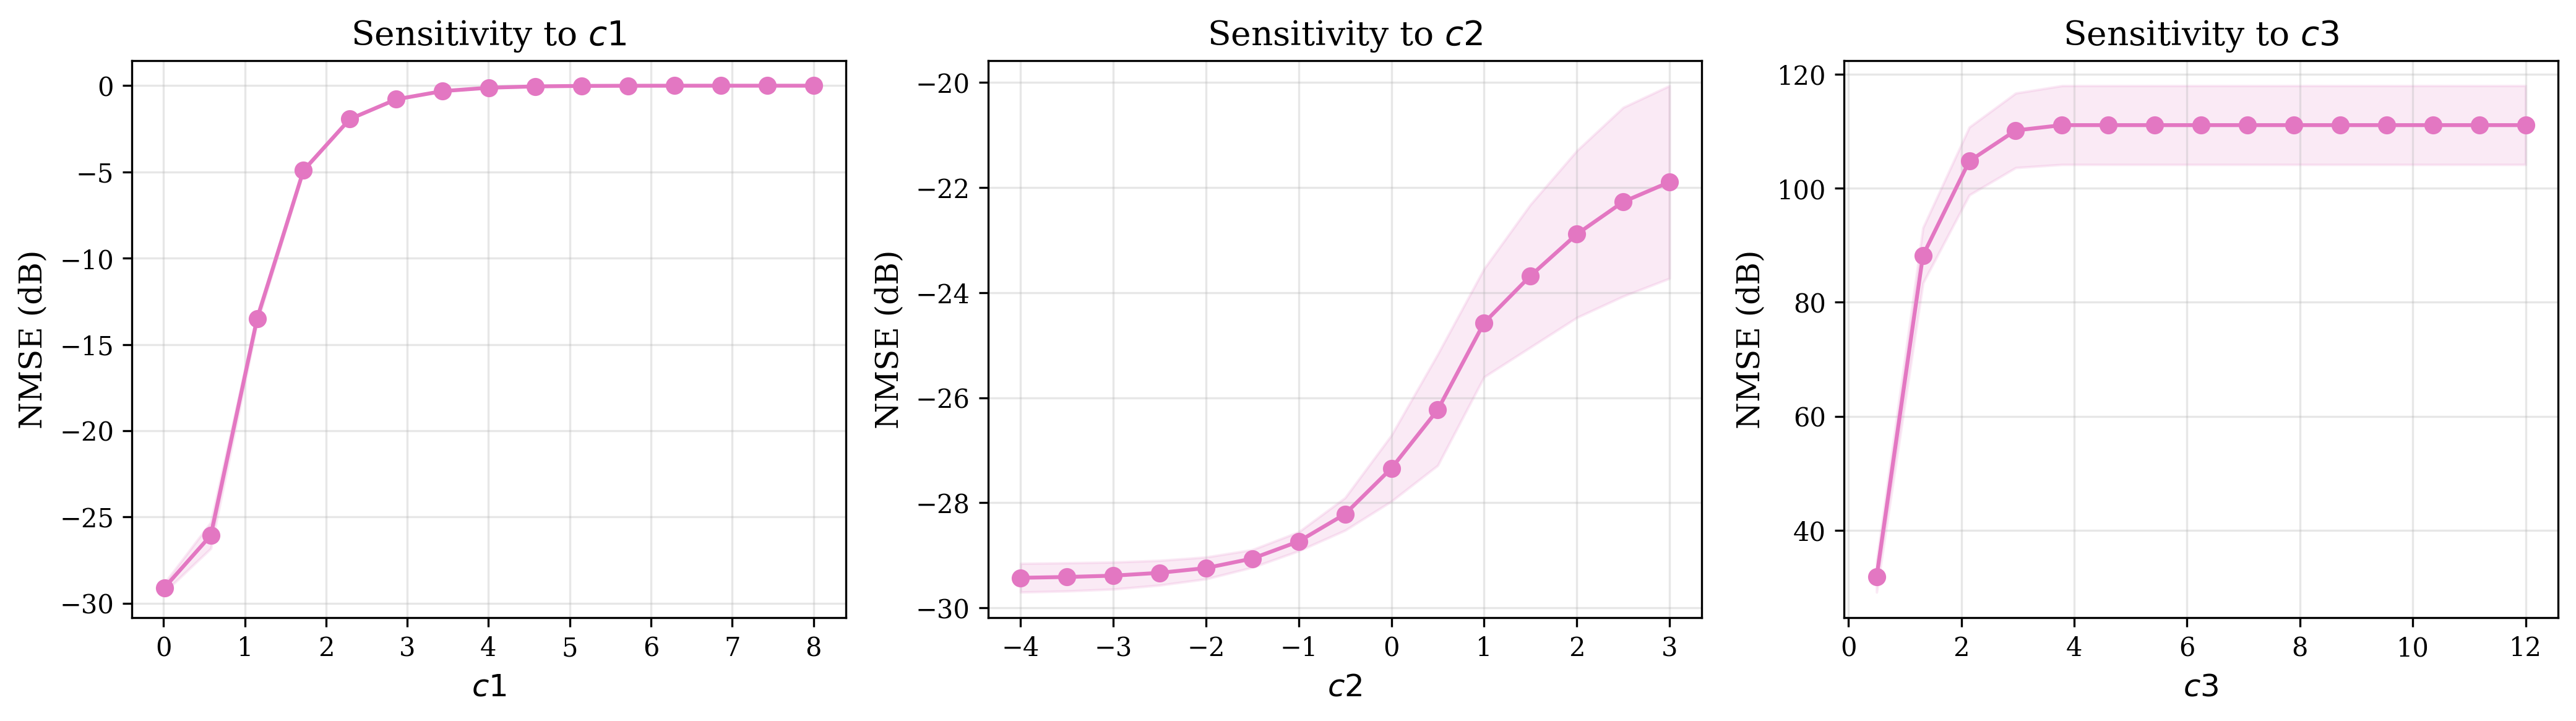 Sensitivity to c1
NMSE (dB)
0
−5
−10
−15
−20
−25
−30
0 1 2 3 4 5 6 7 8
c1
Sensitivity to c2
NMSE (dB)
−20
−22
−24
−26
−28
−30
−4 −3 −2 −1 0 1 2 3
c2
Sensitivity to c3
NMSE (dB)
120
100
80
60
40
0 2 4 6 8 10 12
c3